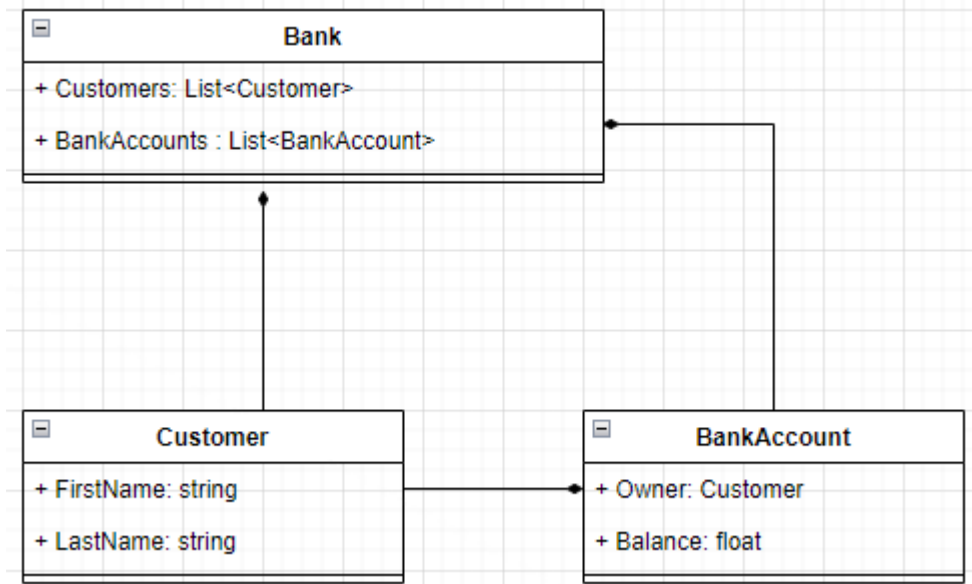 Bank
+ Customers: List<Customer>
+ BankAccounts : List<BankAccount>
Customer
+ FirstName: string
+ LastName: string
BankAccount
+ Owner: Customer
+ Balance: float